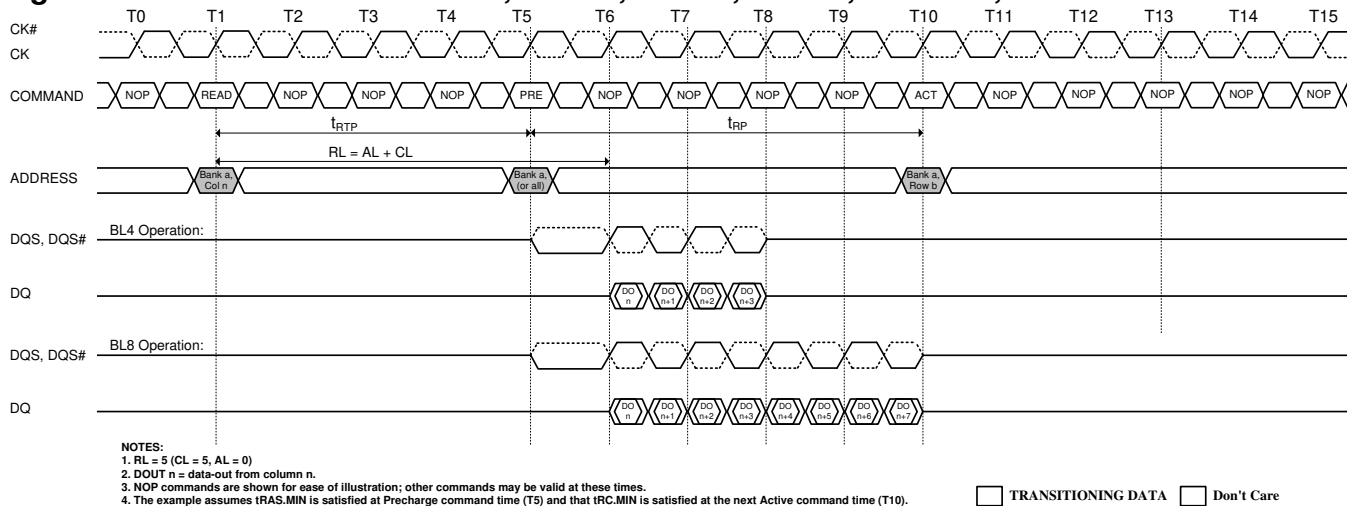 T0 T1 T2 T3 T4 T5 T6 T7 T8 T9 T10 T11 T12 T13 T14 T15
CK#
CK
COMMAND NOP READ NOP NOP NOP PRE NOP NOP NOP NOP ACT NOP NOP NOP NOP NOP
tRTP tRP
RL = AL + CL
ADDRESS Bank a, Col n Bank a, (or all) Bank a, Row b
BL4 Operation:
DQS, DQS#
DQ DO n DO n+1 DO n+2 DO n+3
BL8 Operation:
DQS, DQS#
DQ DO n DO n+1 DO n+2 DO n+3 DO n+4 DO n+5 DO n+6 DO n+7
NOTES:
1. RL = 5 (CL = 5, AL = 0)
2. DOUT n = data-out from column n.
3. NOP commands are shown for ease of illustration; other commands may be valid at these times.
4. The example assumes tRAS.MIN is satisfied at Precharge command time (T5) and that tRC.MIN is satisfied at the next Active command time (T10).
TRANSITIONING DATA Don't Care